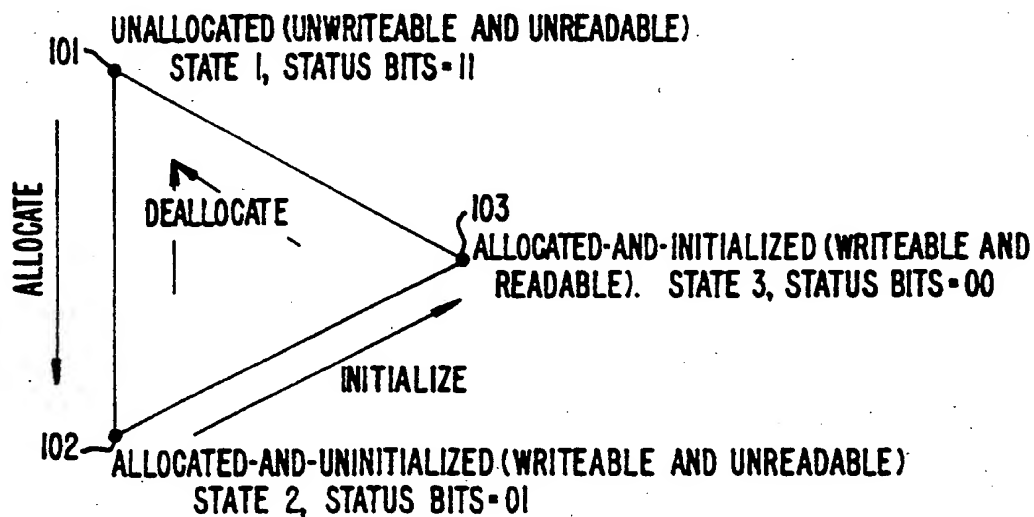 UNALLOCATED (UNWRITEABLE AND UNREADABLE)
101
STATE 1, STATUS BITS=11
ALLOCATE
DEALLOCATE
103
ALLOCATED-AND-INITIALIZED (WRITEABLE AND
READABLE). STATE 3, STATUS BITS=00
INITIALIZE
102
ALLOCATED-AND-UNINITIALIZED (WRITEABLE AND UNREADABLE)
STATE 2, STATUS BITS=01